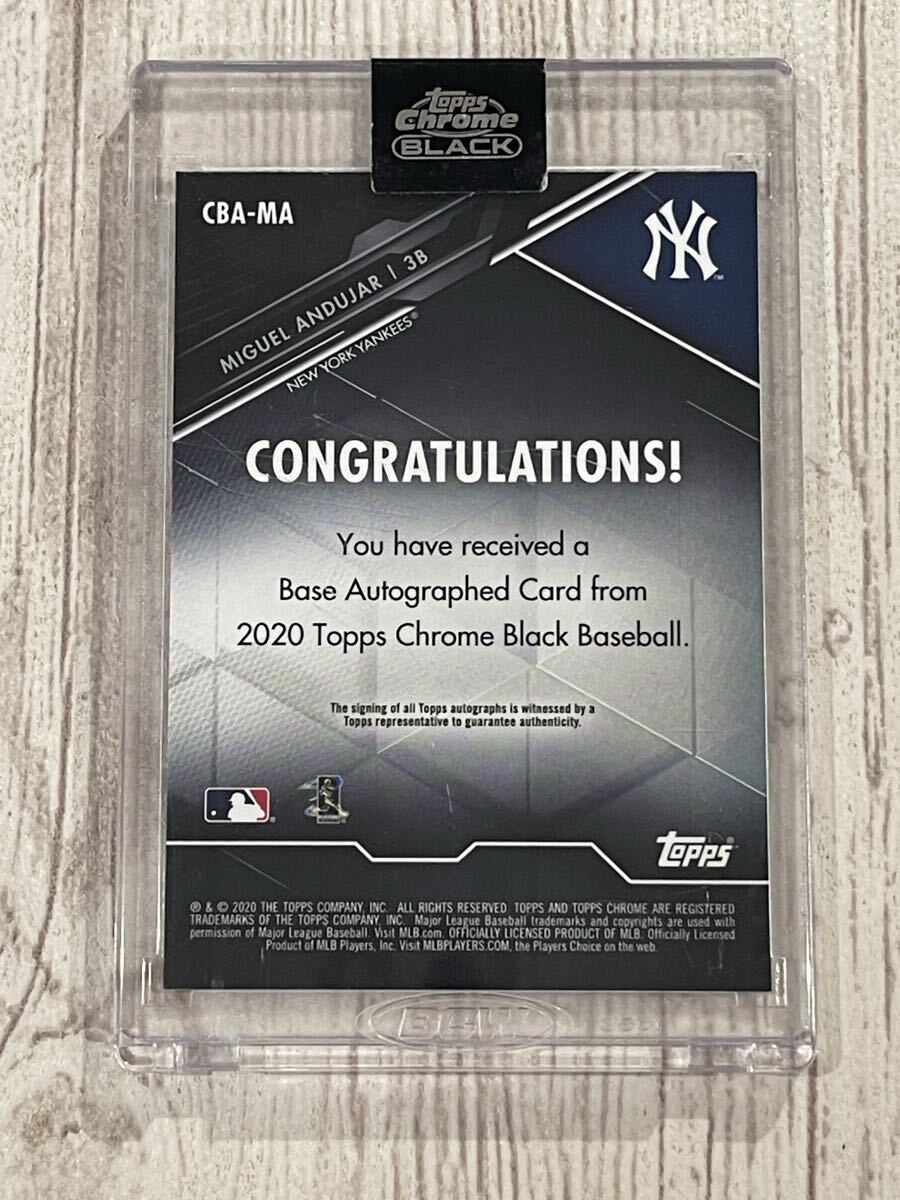 Topps
Chrome
BLACK
CBA-MA
NY
MIGUEL ANDUJAR | 3B
NEW YORK YANKEES®
CONGRATULATIONS!
You have received a
Base Autographed Card from
2020 Topps Chrome Black Baseball.
The signing of all Topps autographs is witnessed by a
Topps representative to guarantee authenticity.
Topps®
® & © 2020 THE TOPPS COMPANY, INC. ALL RIGHTS RESERVED. TOPPS AND TOPPS CHROME ARE REGISTERED
TRADEMARKS OF THE TOPPS COMPANY, INC. Major League Baseball trademarks and copyrights are used with
permission of Major League Baseball. Visit MLB.com. OFFICIALLY LICENSED PRODUCT OF MLB. Officially Licensed
Product of MLB Players, Inc. Visit MLBPLAYERS.COM, the Players Choice on the web.